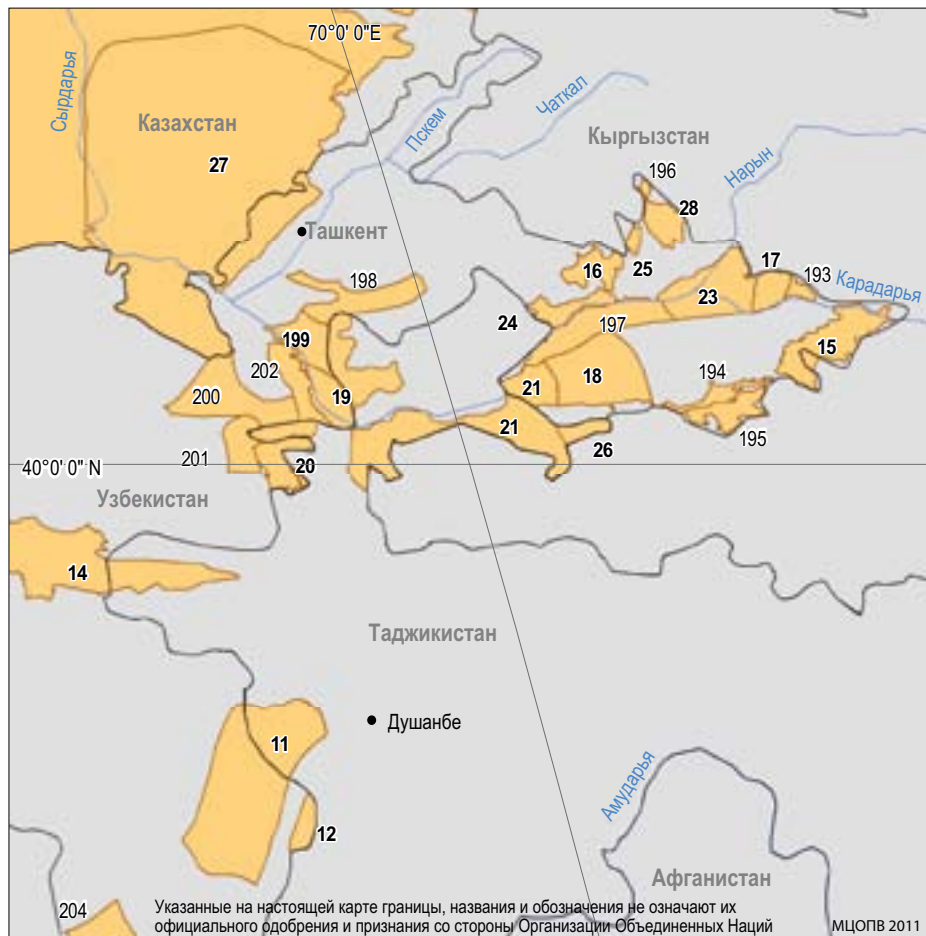 70°0' 0"E
Сырдарья
Казахстан
27
Пскем
Чаткал
Кыргызстан
196
Нарын
28
Ташкент
16
25
17
193
Карадарья
198
23
24
197
15
199
202
200
19
21
18
194
21
195
26
201
20
40°0' 0" N
Узбекистан
14
Таджикистан
Душанбе
11
Амударья
12
Афганистан
204
Указанные на настоящей карте границы, названия и обозначения не означают их
официального одобрения и признания со стороны Организации Объединенных Наций
МЦОПВ 2011